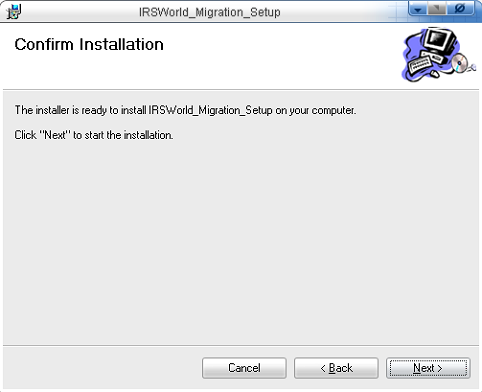 IRSWorld_Migration_Setup
Confirm Installation
The installer is ready to install IRSWorld_Migration_Setup on your computer.
Click "Next" to start the installation.
Cancel
< Back
Next >